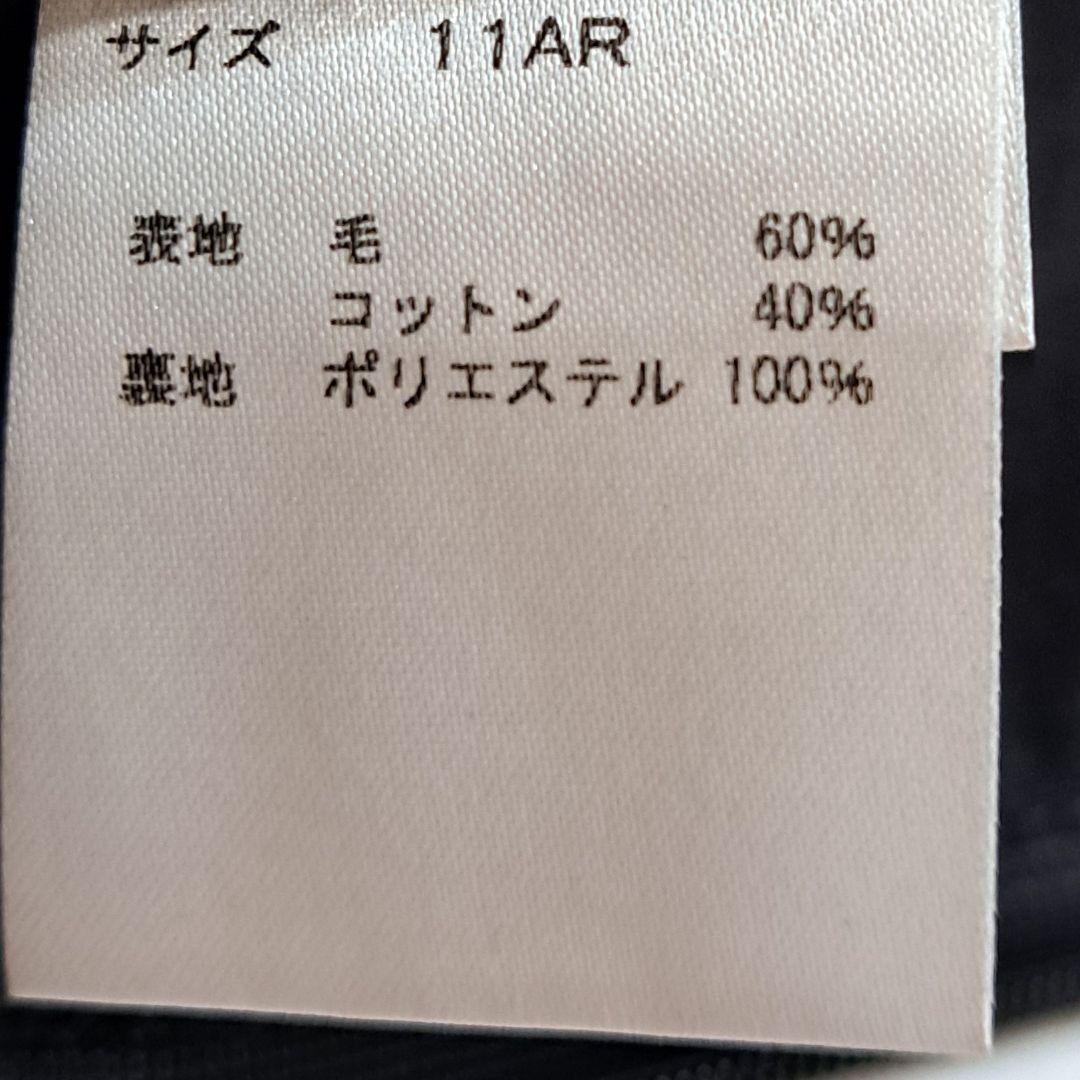 サイズ 11AR
表地 毛 60%
コットン 40%
裏地 ポリエステル 100%